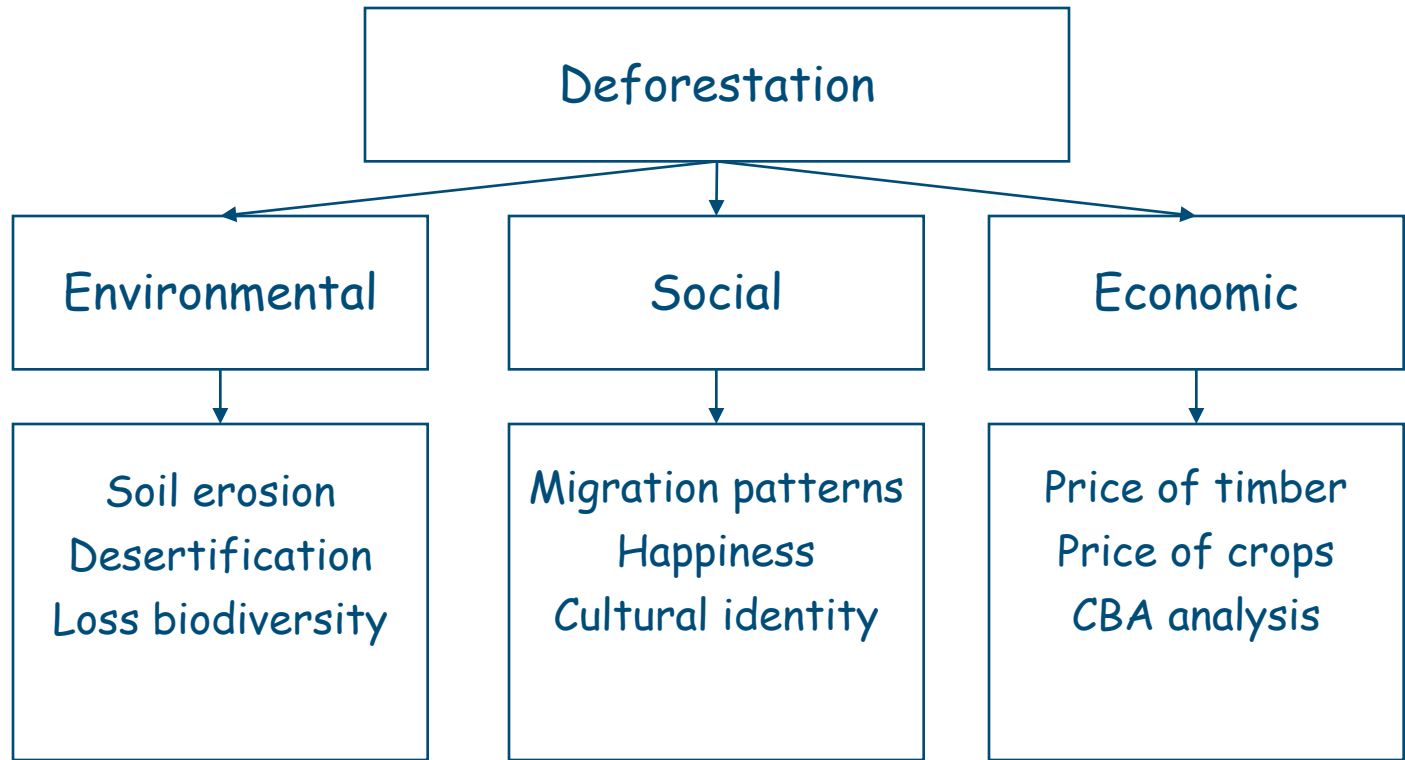 Deforestation
Environmental
Social
Economic
Soil erosion
Desertification
Loss biodiversity
Migration patterns
Happiness
Cultural identity
Price of timber
Price of crops
CBA analysis